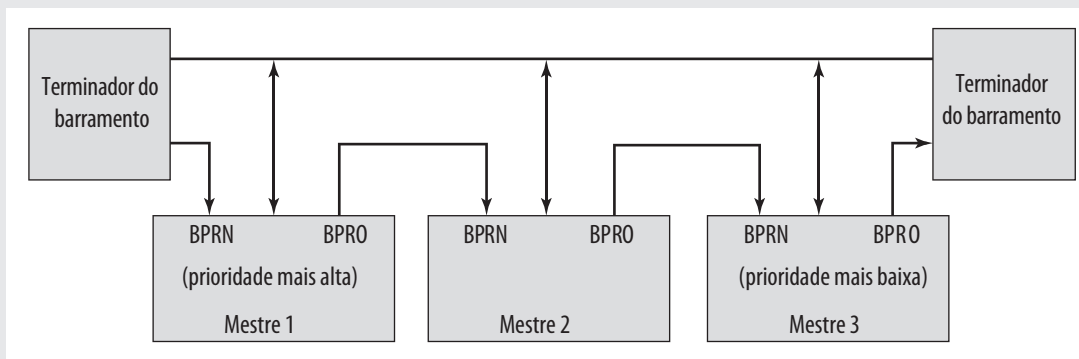 Terminador do
barramento
Terminador
do barramento
BPRN BPRO
(prioridade mais alta)
Mestre 1
BPRN BPRO
Mestre 2
BPRN BPRO
(prioridade mais baixa)
Mestre 3